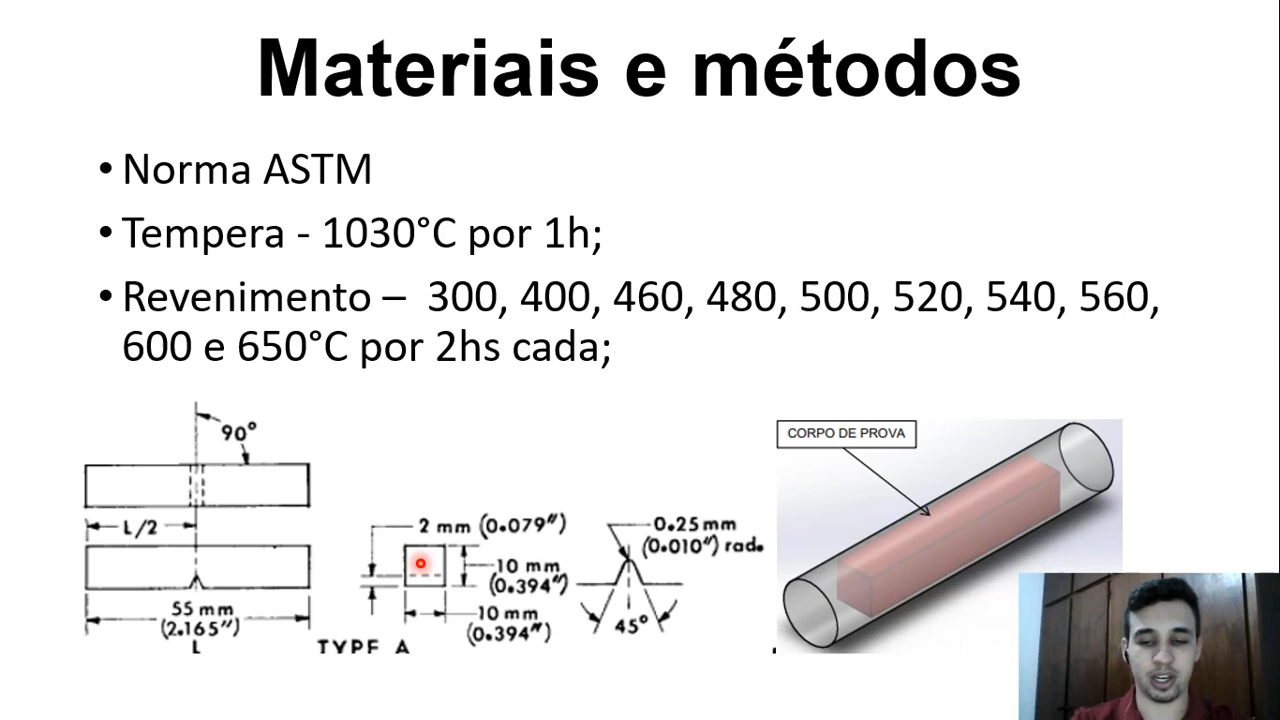 Materiais e métodos
• Norma ASTM
• Tempera - 1030°C por 1h;
• Revenimento – 300, 400, 460, 480, 500, 520, 540, 560,
600 e 650°C por 2hs cada;
90°
L/2
55 mm
(2.165")
L
2 mm (0.079")
10 mm
(0.394")
10 mm
(0.394")
TYPE A
0.25 mm
(0.010") rad.
45°
CORPO DE PROVA